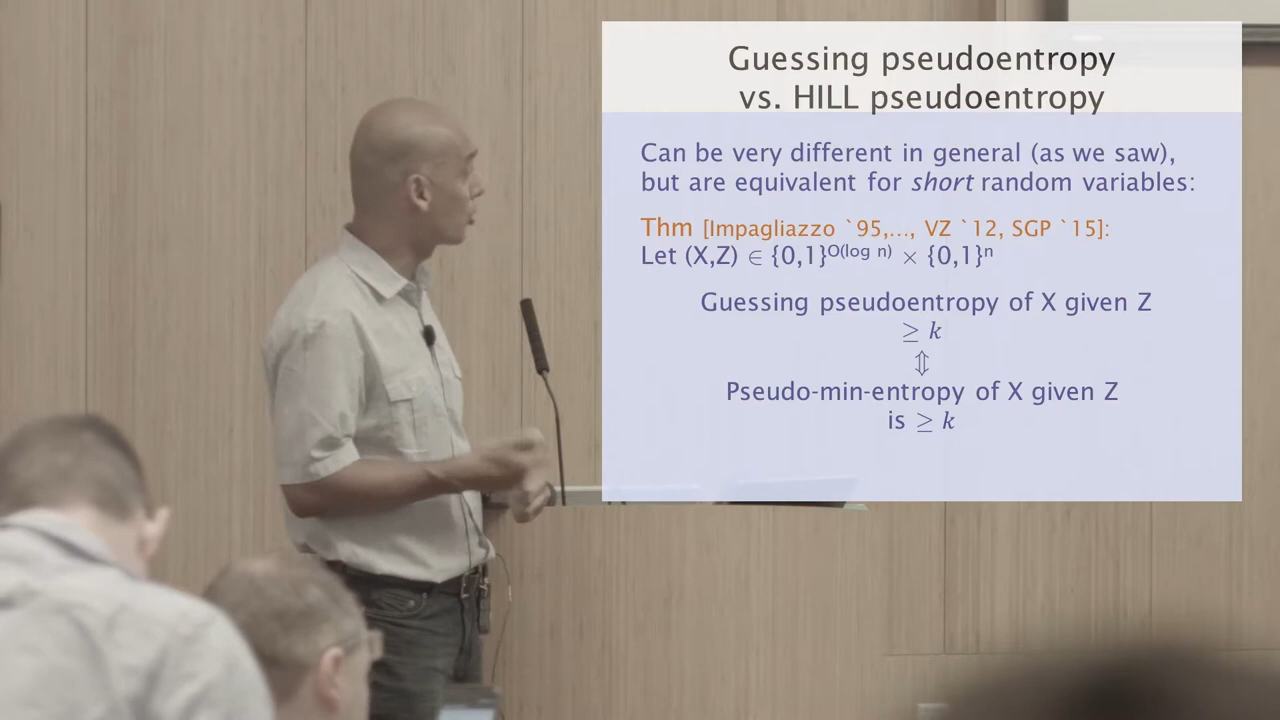 Guessing pseudoentropy
vs. HILL pseudoentropy
Can be very different in general (as we saw),
but are equivalent for short random variables:
Thm [Impagliazzo `95,..., VZ `12, SGP `15]:
Let (X,Z) ∈ {0,1}^O(log n) × {0,1}^n
Guessing pseudoentropy of X given Z
≥ k
⇕
Pseudo-min-entropy of X given Z
is ≥ k